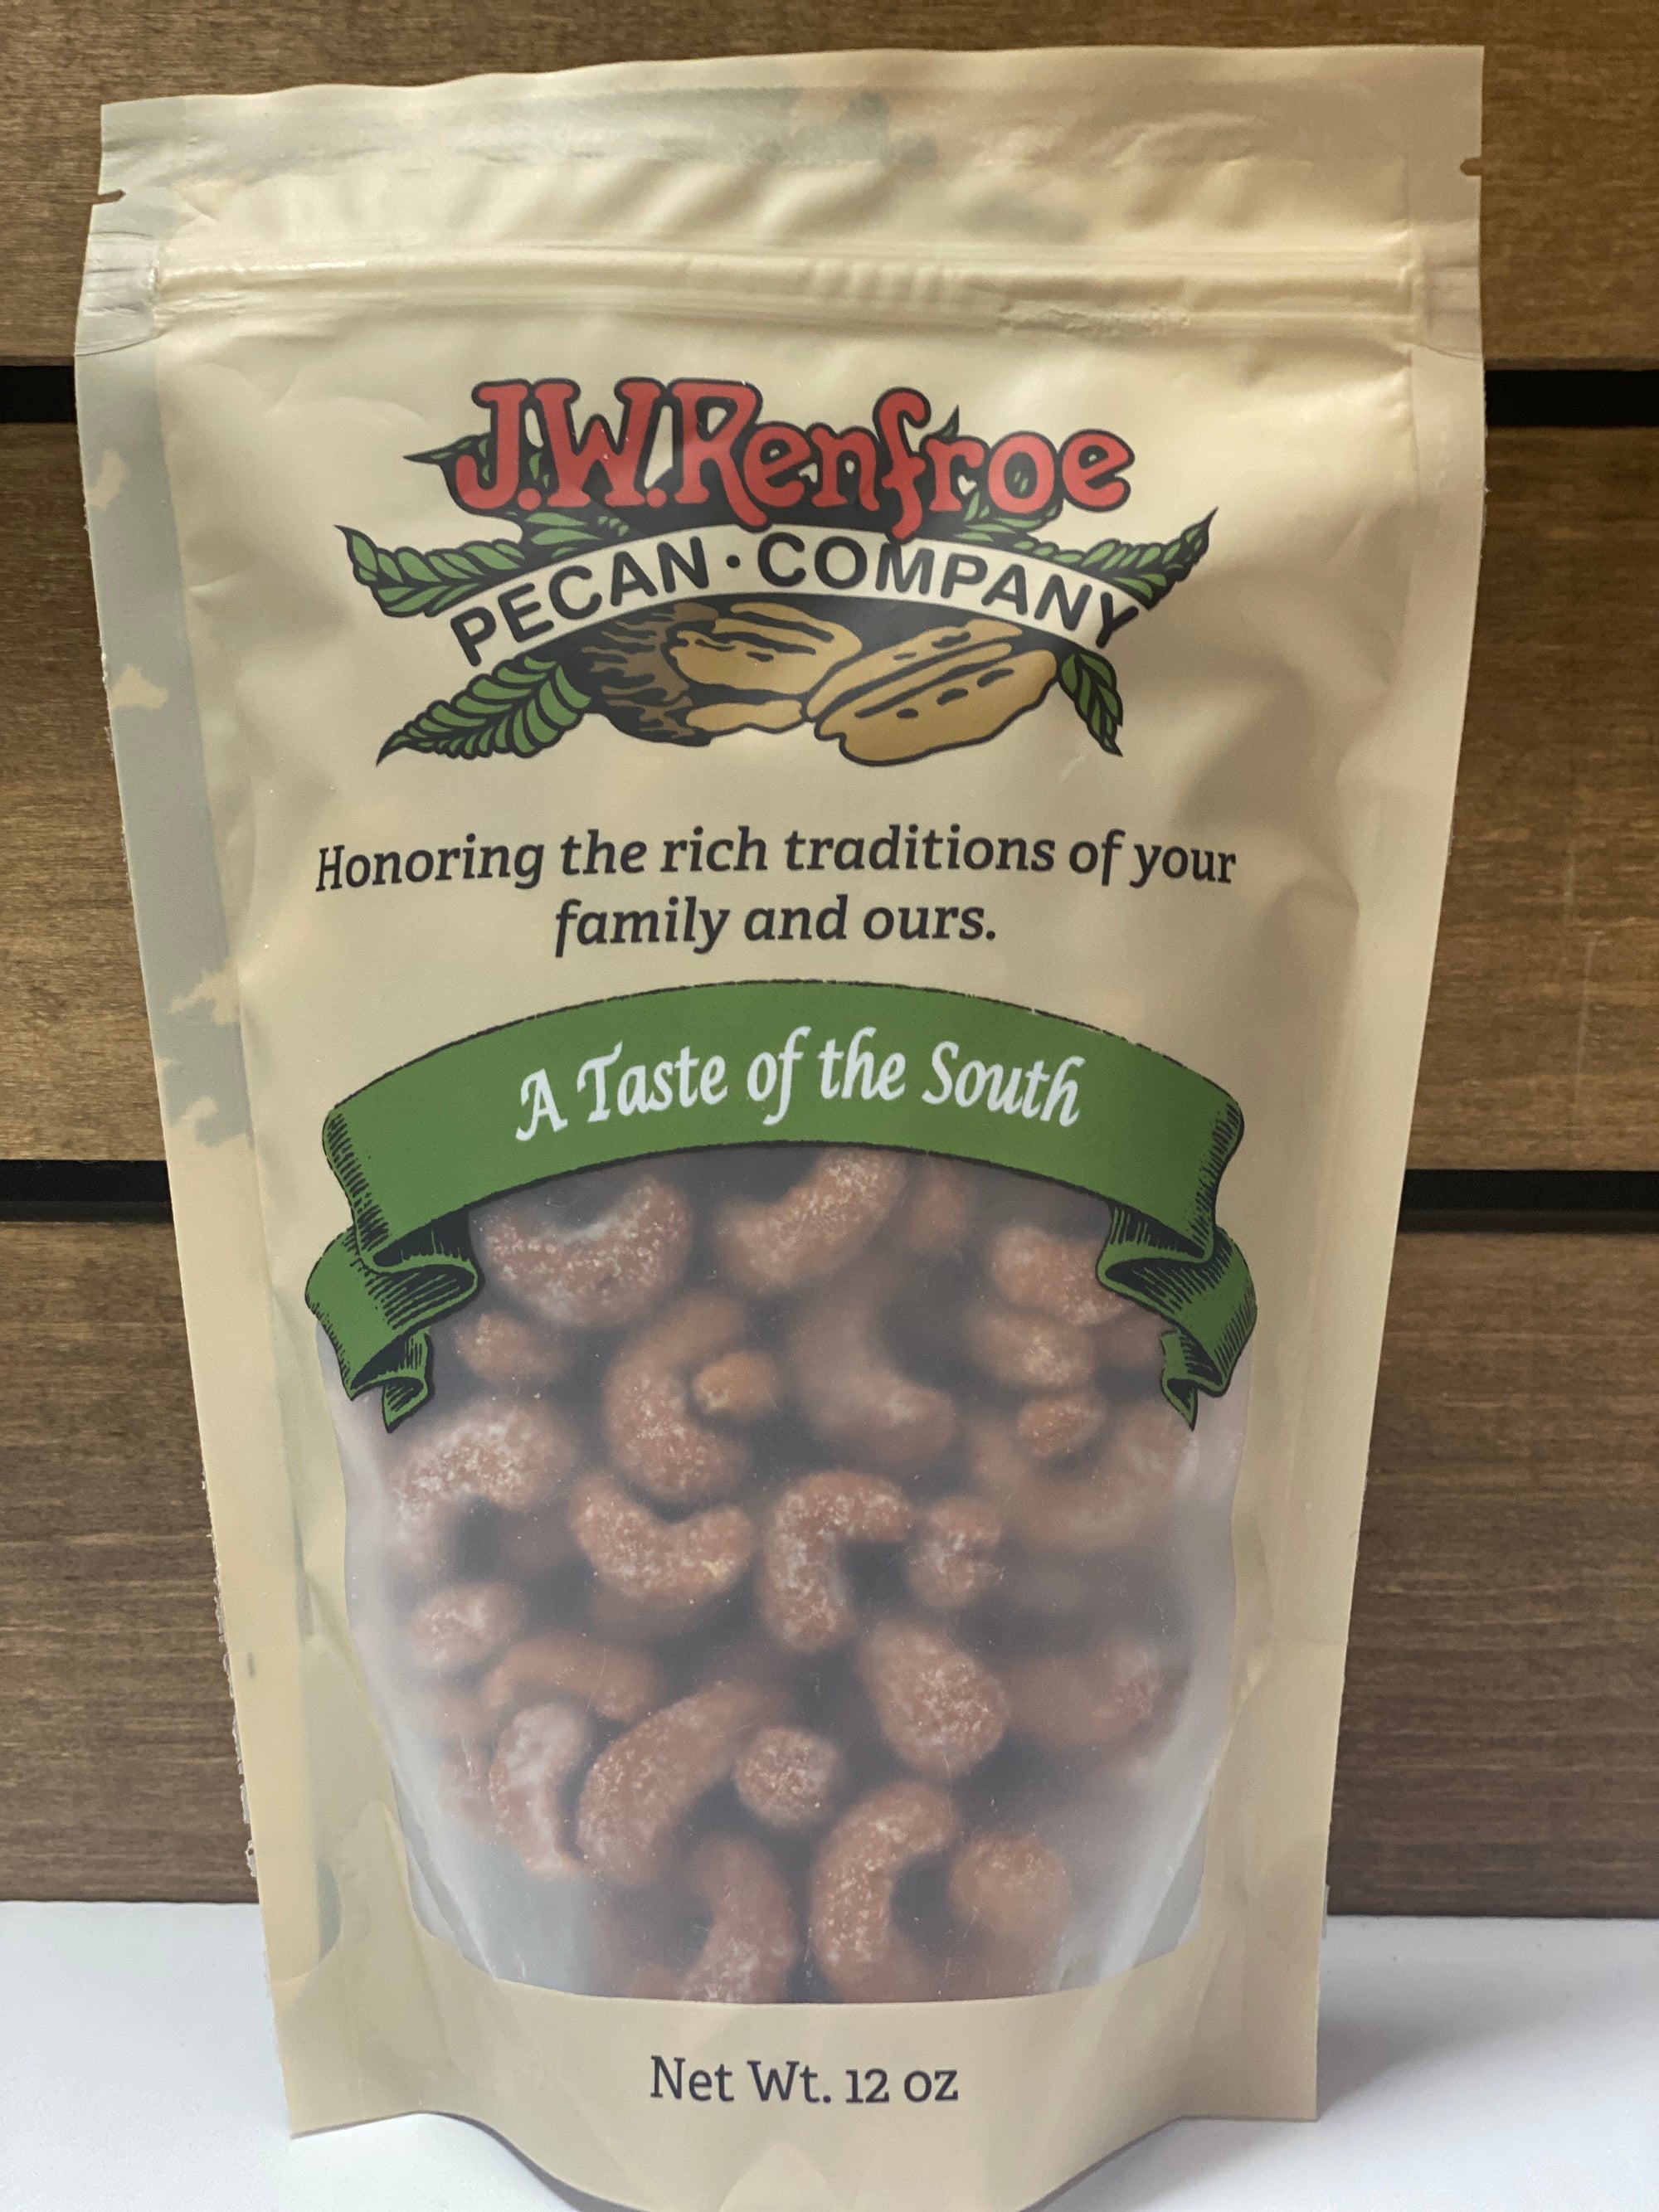 J.W.Renfroe
PECAN·COMPANY
Honoring the rich traditions of your
family and ours.
A Taste of the South
Net Wt. 12 oz